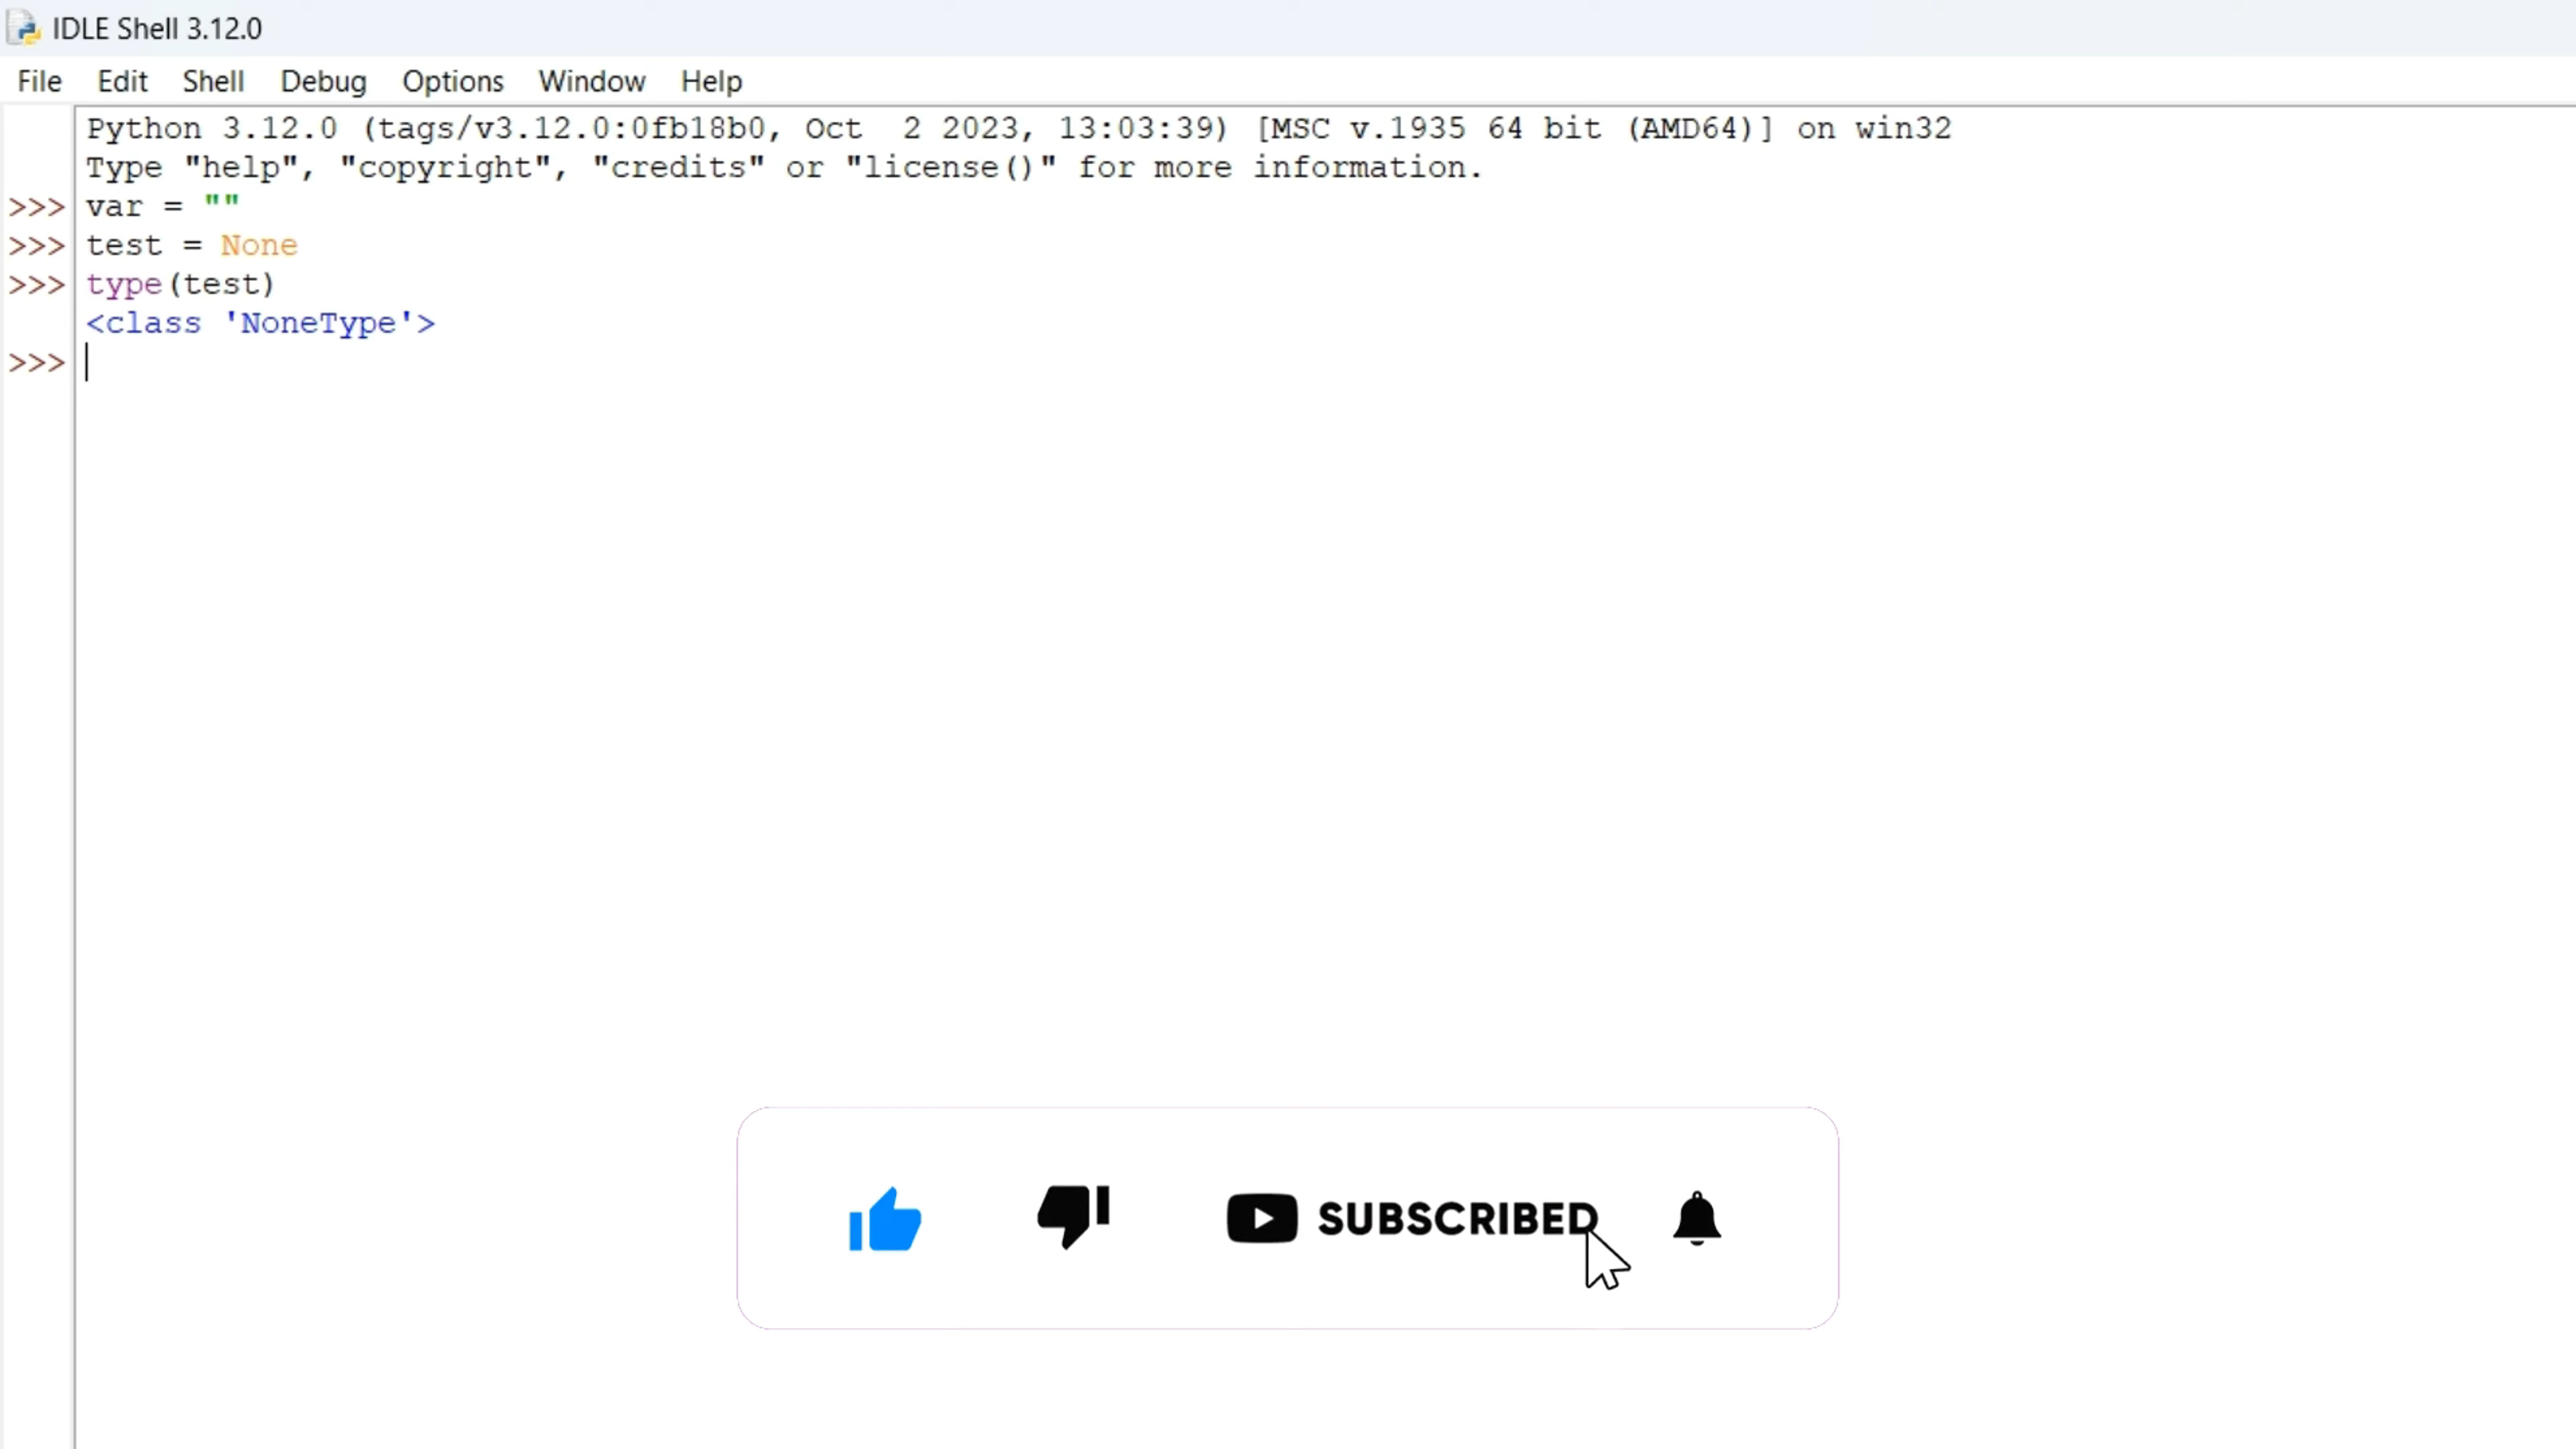 IDLE Shell 3.12.0
File Edit Shell Debug Options Window Help
Python 3.12.0 (tags/v3.12.0:0fb18b0, Oct  2 2023, 13:03:39) [MSC v.1935 64 bit (AMD64)] on win32
Type "help", "copyright", "credits" or "license()" for more information.
>>> var = ""
>>> test = None
>>> type(test)
<class 'NoneType'>
>>>
SUBSCRIBED